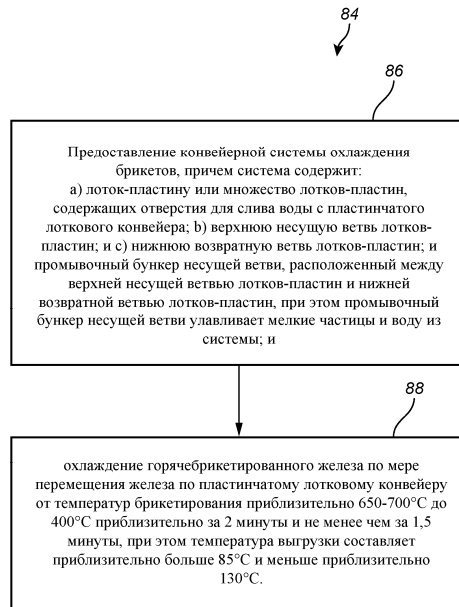 84
86
Предоставление конвейерной системы охлаждения
брикетов, причем система содержит:
a) лоток-пластину или множество лотков-пластин,
содержащих отверстия для слива воды с пластинчатого
лоткового конвейера; b) верхнюю несущую ветвь лотков-
пластин; и c) нижнюю возвратную ветвь лотков-пластин; и
промывочный бункер несущей ветви, расположенный между
верхней несущей ветвью лотков-пластин и нижней
возвратной ветвью лотков-пластин, при этом промывочный
бункер несущей ветви улавливает мелкие частицы и воду из
системы; и
88
охлаждение горячебрикетированного железа по мере
перемещения железа по пластинчатому лотковому конвейеру
от температур брикетирования приблизительно 650-700°C до
400°C приблизительно за 2 минуты и не менее чем за 1,5
минуты, при этом температура выгрузки составляет
приблизительно больше 85°C и меньше приблизительно
130°C.